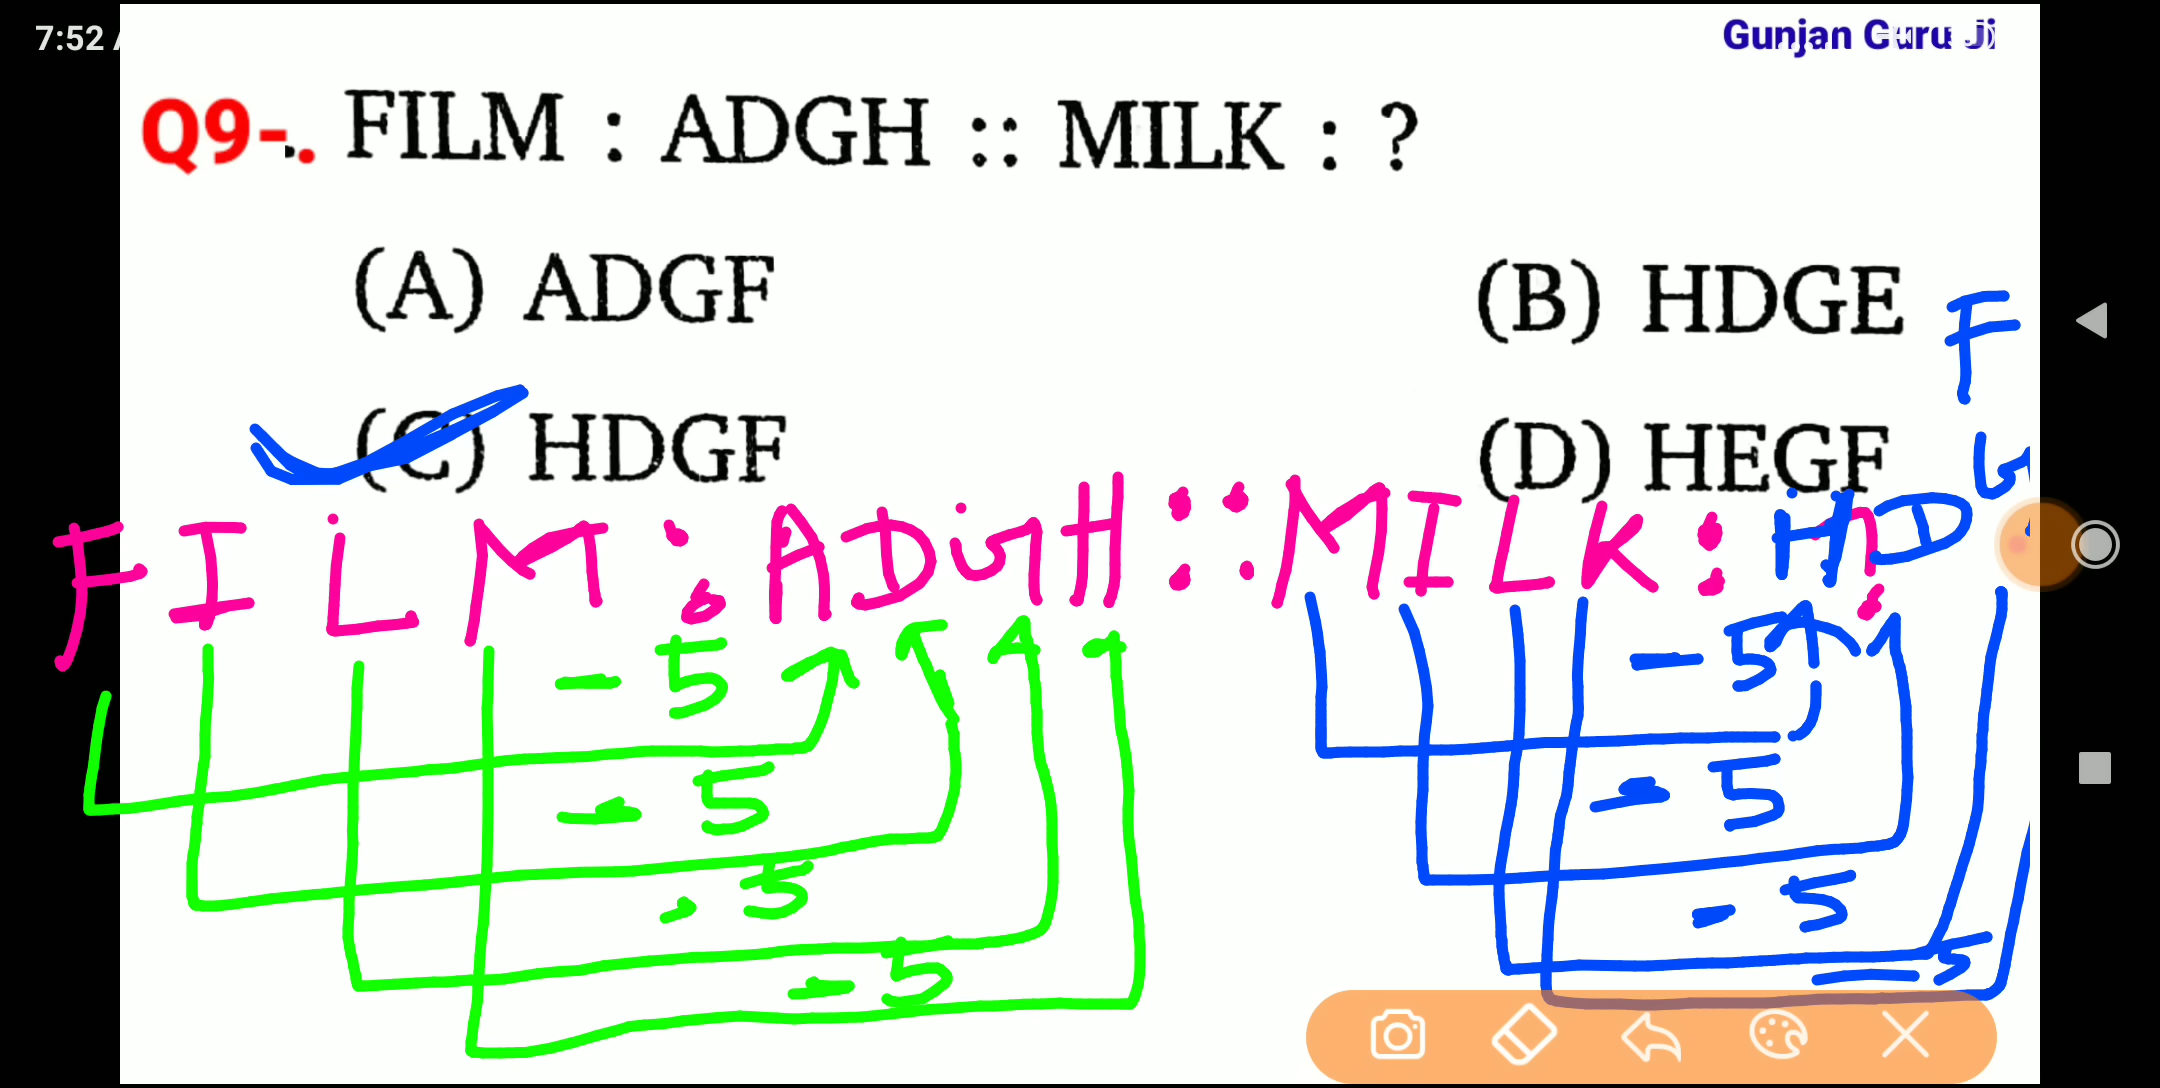 7:52
Gunjan Guru Ji
Q9-. FILM : ADGH :: MILK : ?
(A) ADGF
(B) HDGE
(C) HDGF
(D) HEGF
F
G
FILM : ADGH :: MILK : HD
- 5
- 5
- 5
- 5
- 5
- 5
- 5
- 5